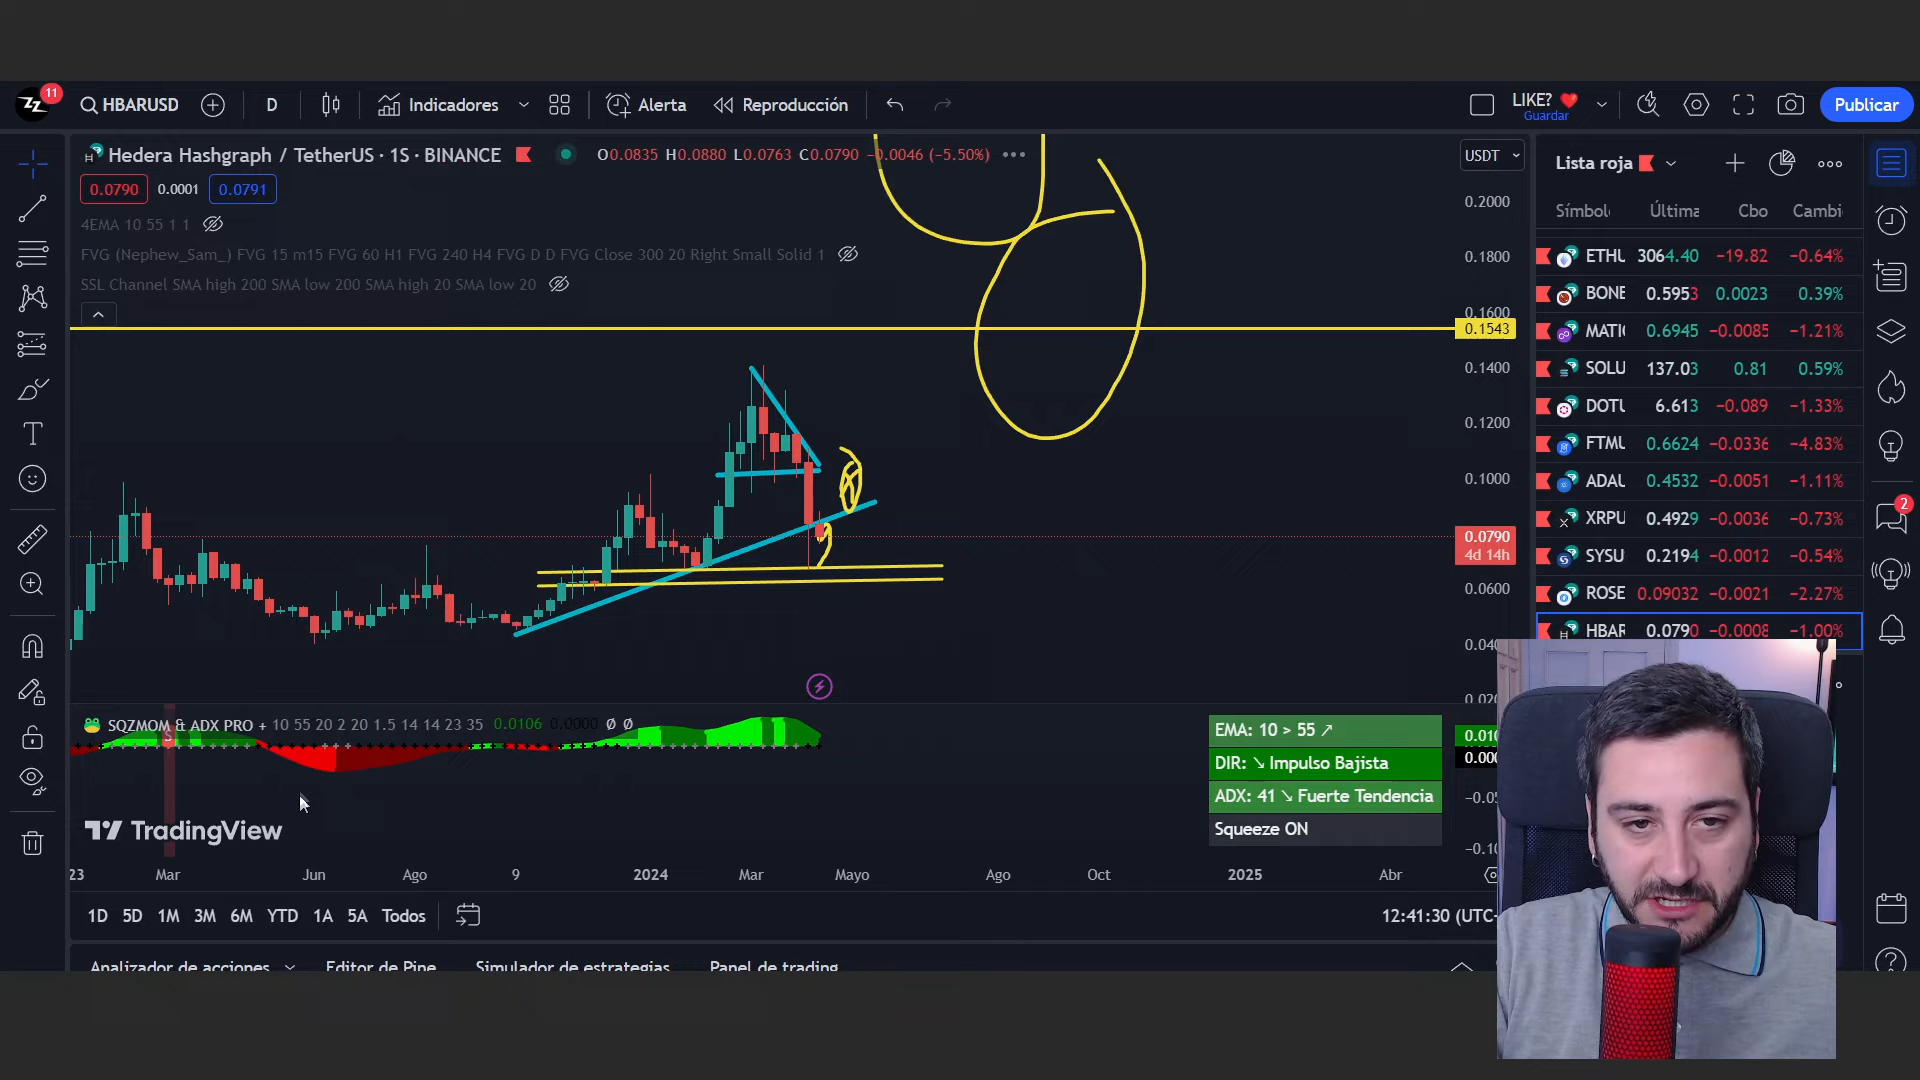 11
HBARUSD
D
Indicadores
Alerta
Reproducción
LIKE? ❤️
Guardar
Publicar
Hedera Hashgraph / TetherUS · 1S · BINANCE
O0.0835 H0.0880 L0.0763 C0.0790 −0.0046 (−5.50%)
USDT
0.0790
0.0001
0.0791
4EMA 10 55 1 1
FVG (Nephew_Sam_) FVG 15 m15 FVG 60 H1 FVG 240 H4 FVG D D FVG Close 300 20 Right Small Solid 1
SSL Channel SMA high 200 SMA low 200 SMA high 20 SMA low 20
0.2000
0.1800
0.1600
0.1543
0.1400
0.1200
0.1000
0.0790
4d 14h
0.0600
Lista roja
Símbol Última Cbo Cambi
ETHU 3064.40 −19.82 −0.64%
BONE 0.5953 0.0023 0.39%
MATI 0.6945 −0.0085 −1.21%
SOLU 137.03 0.81 0.59%
DOTU 6.613 −0.089 −1.33%
FTMU 0.6624 −0.0336 −4.83%
ADAU 0.4532 −0.0051 −1.11%
XRPU 0.4929 −0.0036 −0.73%
SYSU 0.2194 −0.0012 −0.54%
ROSE 0.09032 −0.0021 −2.27%
HBAR 0.0790 −0.0008 −1.00%
2
SQZMOM & ADX PRO + 10 55 20 2 20 1.5 14 14 23 35 0.0106 0.0000 Ø Ø
EMA: 10 > 55 ↗
DIR: ↘ Impulso Bajista
ADX: 41 ↘ Fuerte Tendencia
Squeeze ON
TradingView
23 Mar Jun Ago 9 2024 Mar Mayo Ago Oct 2025 Abr
1D 5D 1M 3M 6M YTD 1A 5A Todos
12:41:30 (UTC-
Analizador de acciones
Editor de Pine
Simulador de estrategias
Panel de trading